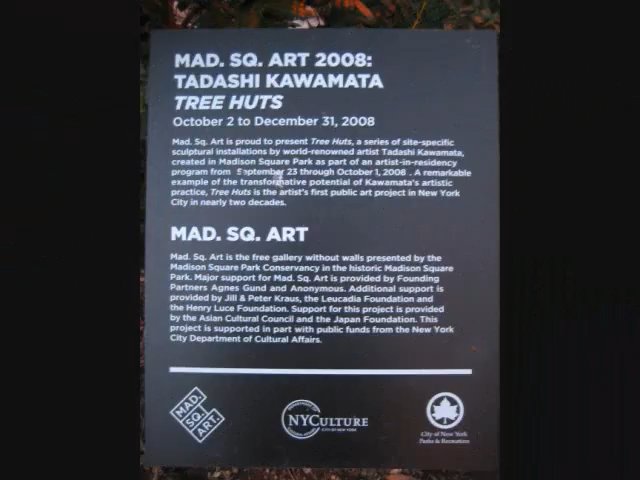 MAD. SQ. ART 2008:
TADASHI KAWAMATA
TREE HUTS
October 2 to December 31, 2008
Mad. Sq. Art is proud to present Tree Huts, a series of site-specific
sculptural installations by world-renowned artist Tadashi Kawamata,
created in Madison Square Park as part of an artist-in-residency
program from September 23 through October 1, 2008 . A remarkable
example of the transformative potential of Kawamata's artistic
practice, Tree Huts is the artist's first public art project in New York
City in nearly two decades.
MAD. SQ. ART
Mad. Sq. Art is the free gallery without walls presented by the
Madison Square Park Conservancy in the historic Madison Square
Park. Major support for Mad. Sq. Art is provided by Founding
Partners Agnes Gund and Anonymous. Additional support is
provided by Jill & Peter Kraus, the Leucadia Foundation and
the Henry Luce Foundation. Support for this project is provided
by the Asian Cultural Council and the Japan Foundation. This
project is supported in part with public funds from the New York
City Department of Cultural Affairs.
MAD.
SQ.
ART.
NYCULTURE
CITY OF NEW YORK
City of New York
Parks & Recreation